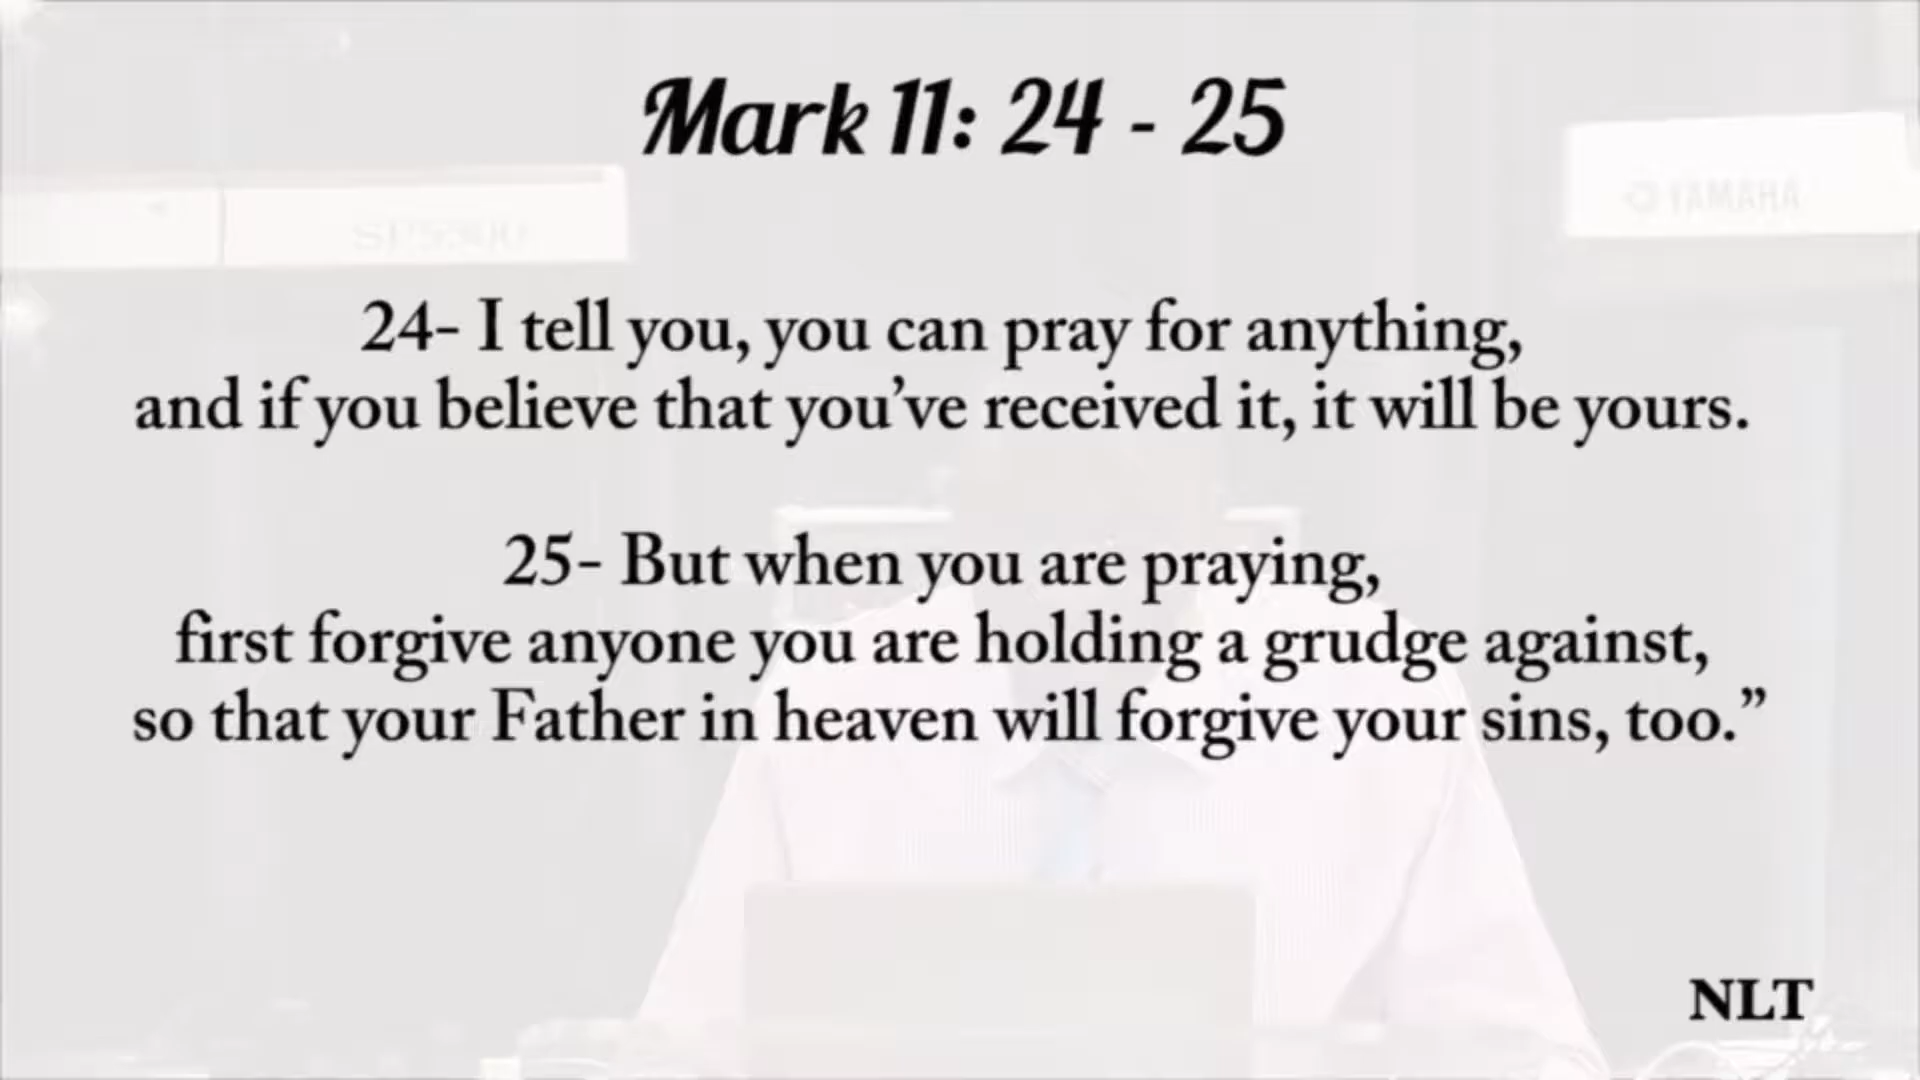 Mark 11: 24 - 25
YAMAHA
24- I tell you, you can pray for anything,
and if you believe that you've received it, it will be yours.
25- But when you are praying,
first forgive anyone you are holding a grudge against,
so that your Father in heaven will forgive your sins, too.”
NLT